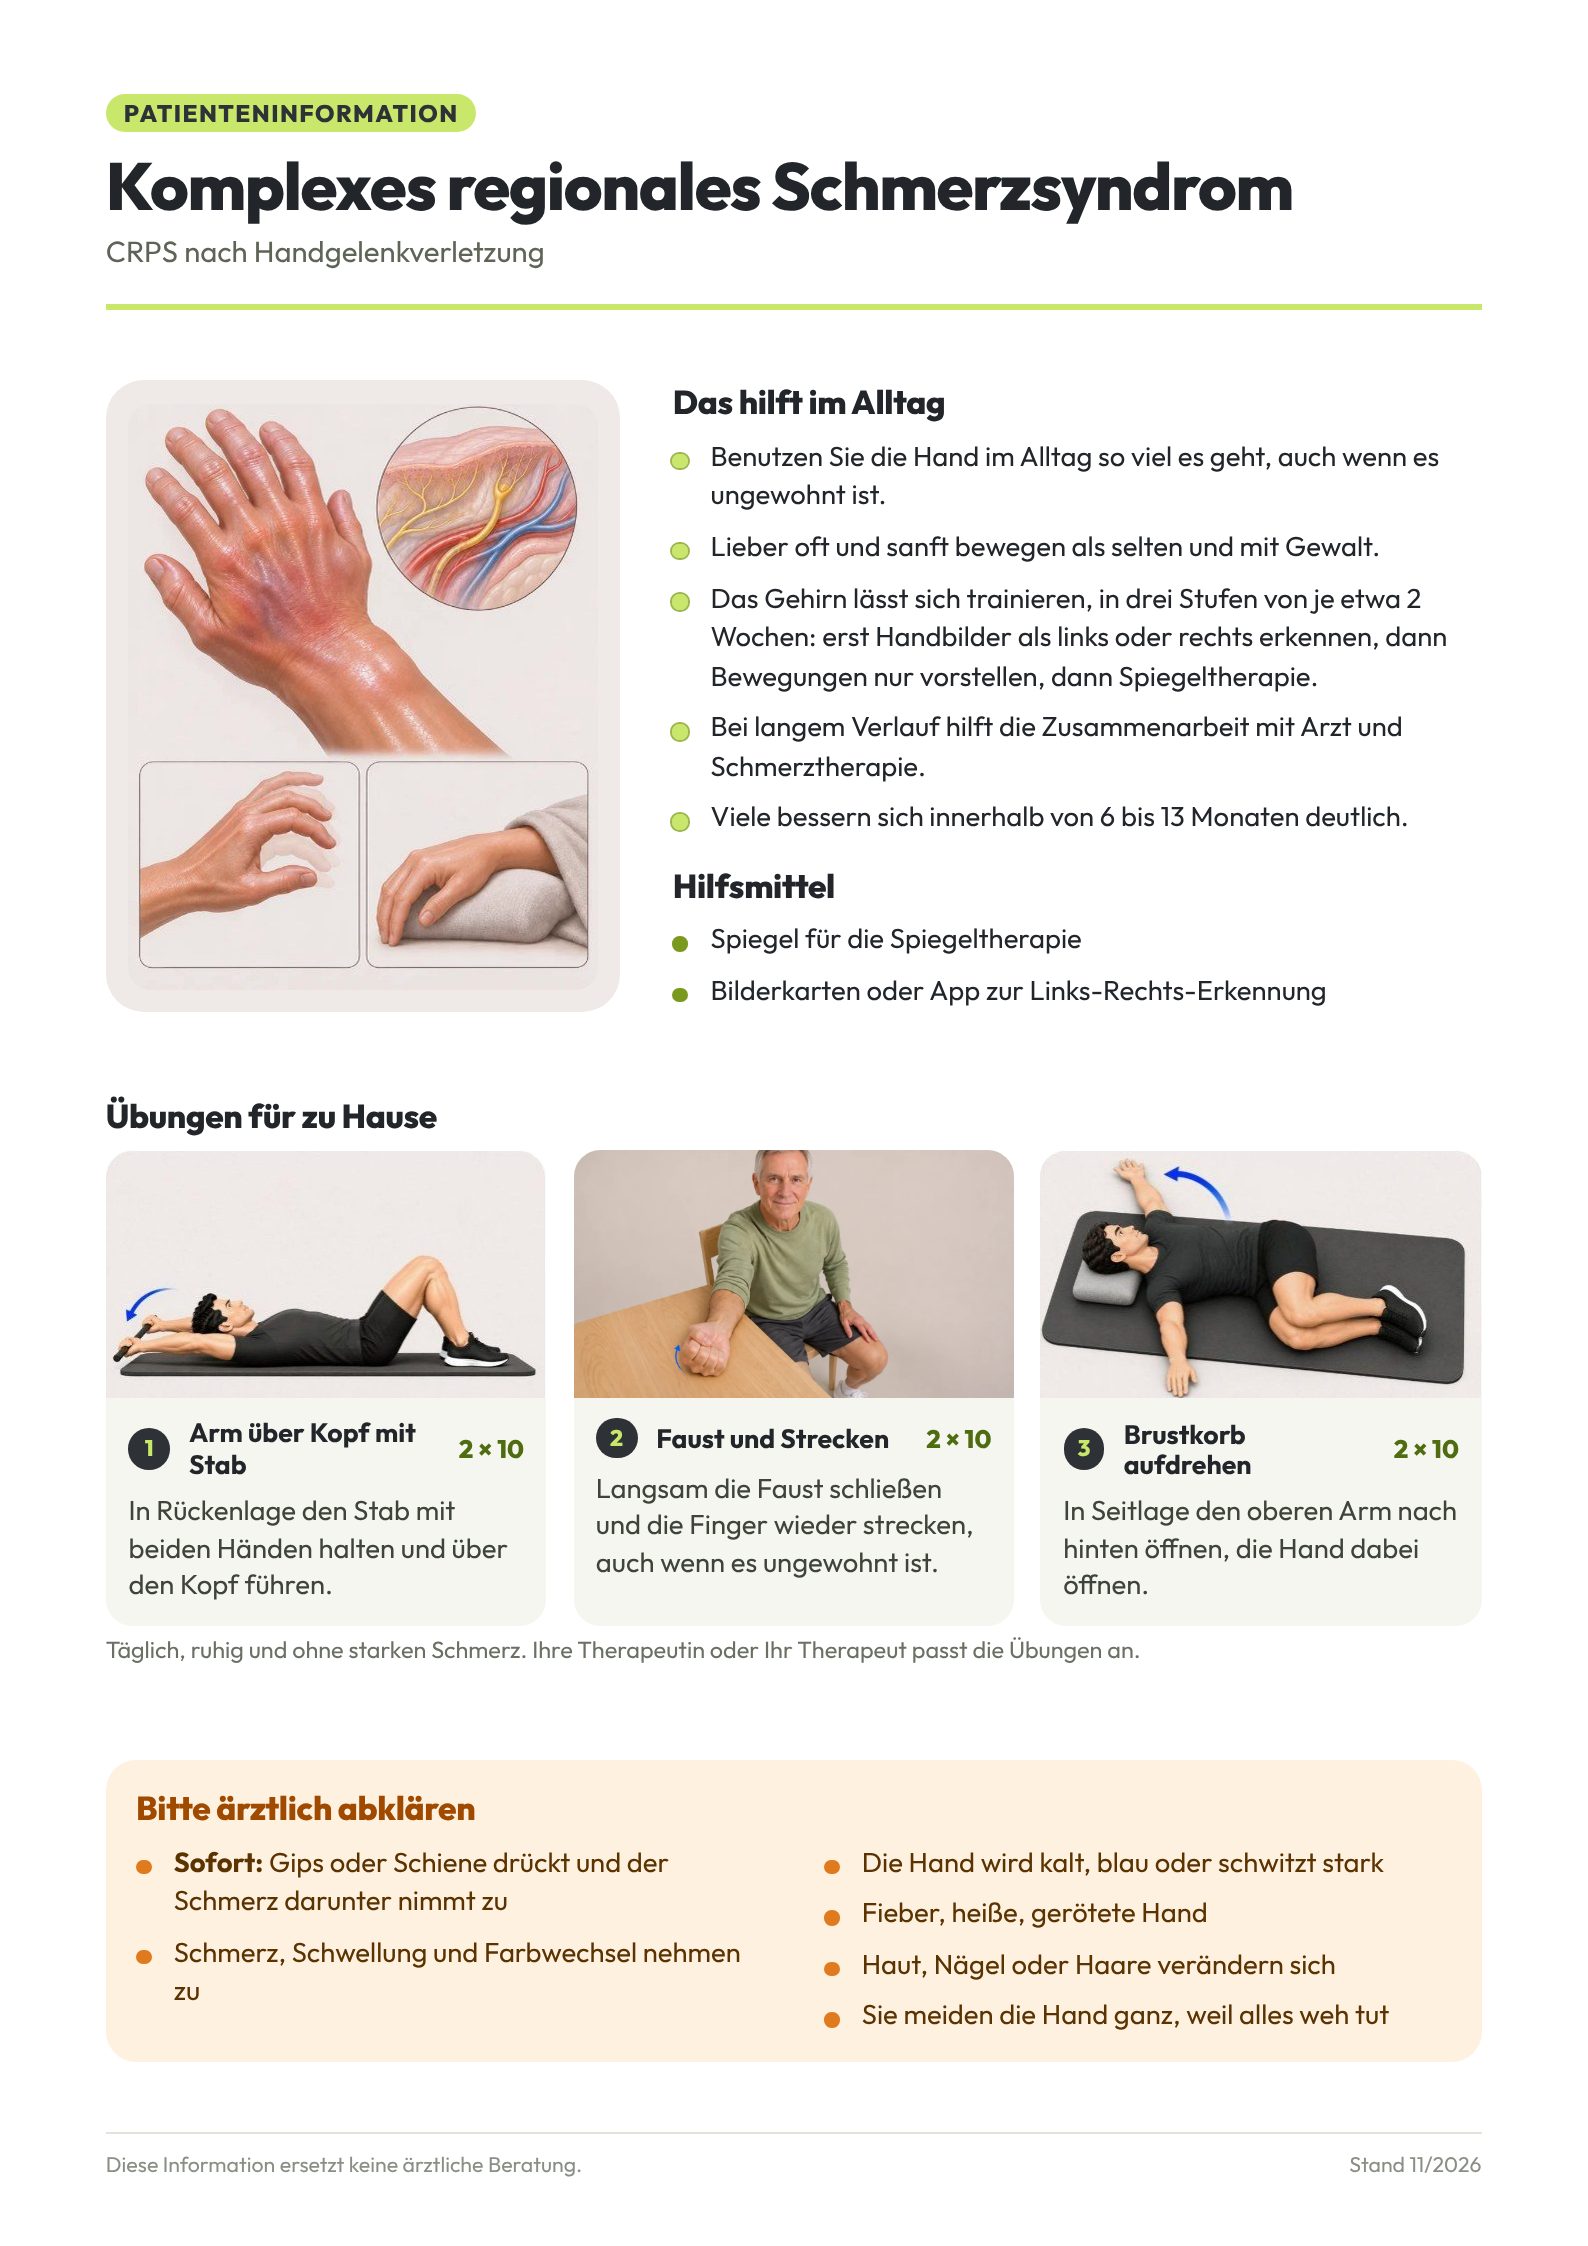 PATIENTENINFORMATION
Komplexes regionales Schmerzsyndrom
CRPS nach Handgelenkverletzung
Das hilft im Alltag
Benutzen Sie die Hand im Alltag so viel es geht, auch wenn es
ungewohnt ist.
Lieber oft und sanft bewegen als selten und mit Gewalt.
Das Gehirn lässt sich trainieren, in drei Stufen von je etwa 2
Wochen: erst Handbilder als links oder rechts erkennen, dann
Bewegungen nur vorstellen, dann Spiegeltherapie.
Bei langem Verlauf hilft die Zusammenarbeit mit Arzt und
Schmerztherapie.
Viele bessern sich innerhalb von 6 bis 13 Monaten deutlich.
Hilfsmittel
Spiegel für die Spiegeltherapie
Bilderkarten oder App zur Links-Rechts-Erkennung
Übungen für zu Hause
1 Arm über Kopf mit
Stab 2 × 10
In Rückenlage den Stab mit
beiden Händen halten und über
den Kopf führen.
2 Faust und Strecken 2 × 10
Langsam die Faust schließen
und die Finger wieder strecken,
auch wenn es ungewohnt ist.
3 Brustkorb
aufdrehen 2 × 10
In Seitlage den oberen Arm nach
hinten öffnen, die Hand dabei
öffnen.
Täglich, ruhig und ohne starken Schmerz. Ihre Therapeutin oder Ihr Therapeut passt die Übungen an.
Bitte ärztlich abklären
Sofort: Gips oder Schiene drückt und der
Schmerz darunter nimmt zu
Schmerz, Schwellung und Farbwechsel nehmen
zu
Die Hand wird kalt, blau oder schwitzt stark
Fieber, heiße, gerötete Hand
Haut, Nägel oder Haare verändern sich
Sie meiden die Hand ganz, weil alles weh tut
Diese Information ersetzt keine ärztliche Beratung.
Stand 11/2026